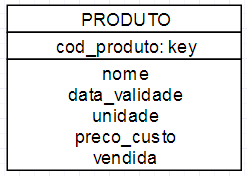 PRODUTO
cod_produto: key
nome
data_validade
unidade
preco_custo
vendida